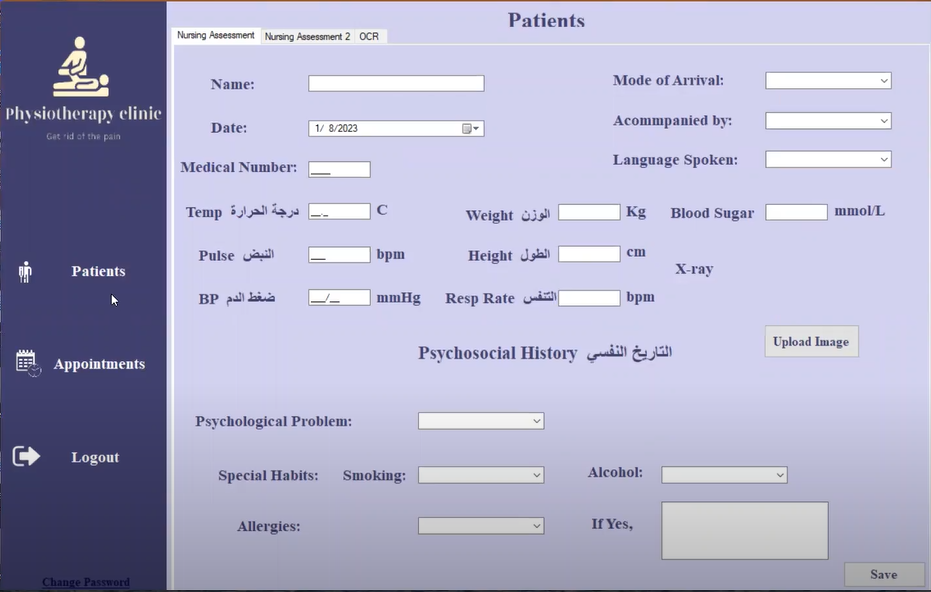 Patients
Nursing Assessment Nursing Assessment 2 OCR
Physiotherapy clinic
Get rid of the pain
Patients
Appointments
Logout
Change Password
Name:
Mode of Arrival:
Date: 1/ 8/2023
Acommpanied by:
Medical Number: ___
Language Spoken:
Temp درجة الحرارة __._ C
Weight الوزن Kg
Blood Sugar mmol/L
Pulse النبض __ bpm
Height الطول cm
X-ray
BP ضغط الدم __/__ mmHg
Resp Rate التنفس bpm
Upload Image
Psychosocial History التاريخ النفسي
Psychological Problem:
Special Habits: Smoking: Alcohol:
Allergies: If Yes,
Save